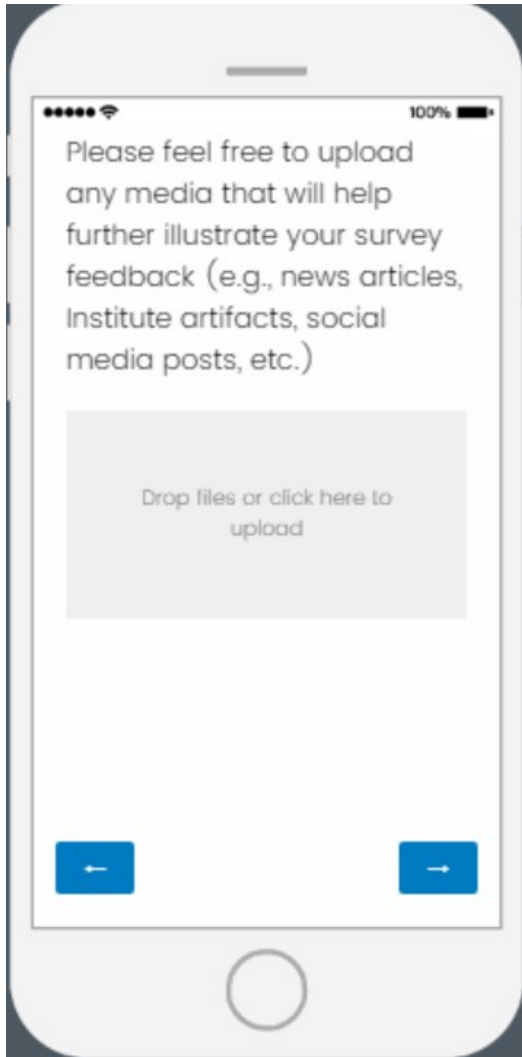 100%
Please feel free to upload
any media that will help
further illustrate your survey
feedback (e.g., news articles,
Institute artifacts, social
media posts, etc.)
Drop files or click here to
upload
←
→